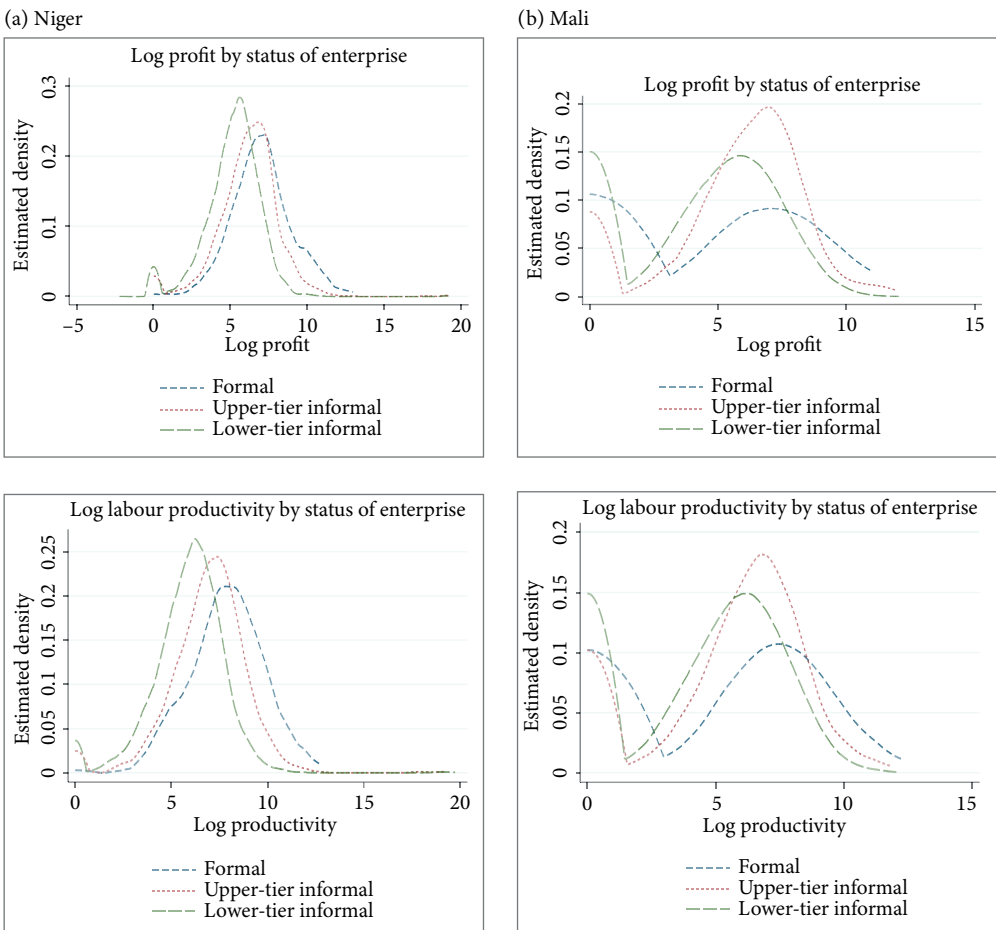 (a) Niger
Log profit by status of enterprise
Estimated density
0.3
0.2
0.1
0
−5 0 5 10 15 20
Log profit
Formal
Upper-tier informal
Lower-tier informal
(b) Mali
Log profit by status of enterprise
Estimated density
0.2
0.15
0.1
0.05
0
0 5 10 15
Log profit
Formal
Upper-tier informal
Lower-tier informal
Log labour productivity by status of enterprise
Estimated density
0.25
0.2
0.15
0.1
0.05
0
0 5 10 15 20
Log productivity
Formal
Upper-tier informal
Lower-tier informal
Log labour productivity by status of enterprise
Estimated density
0.2
0.15
0.1
0.05
0
0 5 10 15
Log productivity
Formal
Upper-tier informal
Lower-tier informal